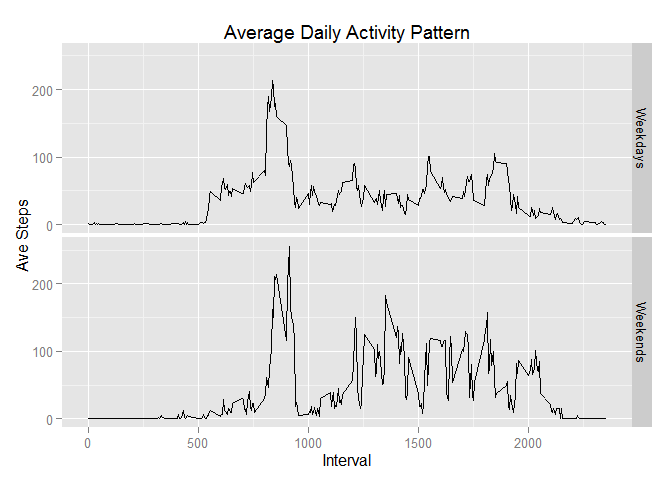 Average Daily Activity Pattern
Ave Steps
200
100
0
Weekdays
200
100
0
Weekends
0 500 1000 1500 2000
Interval